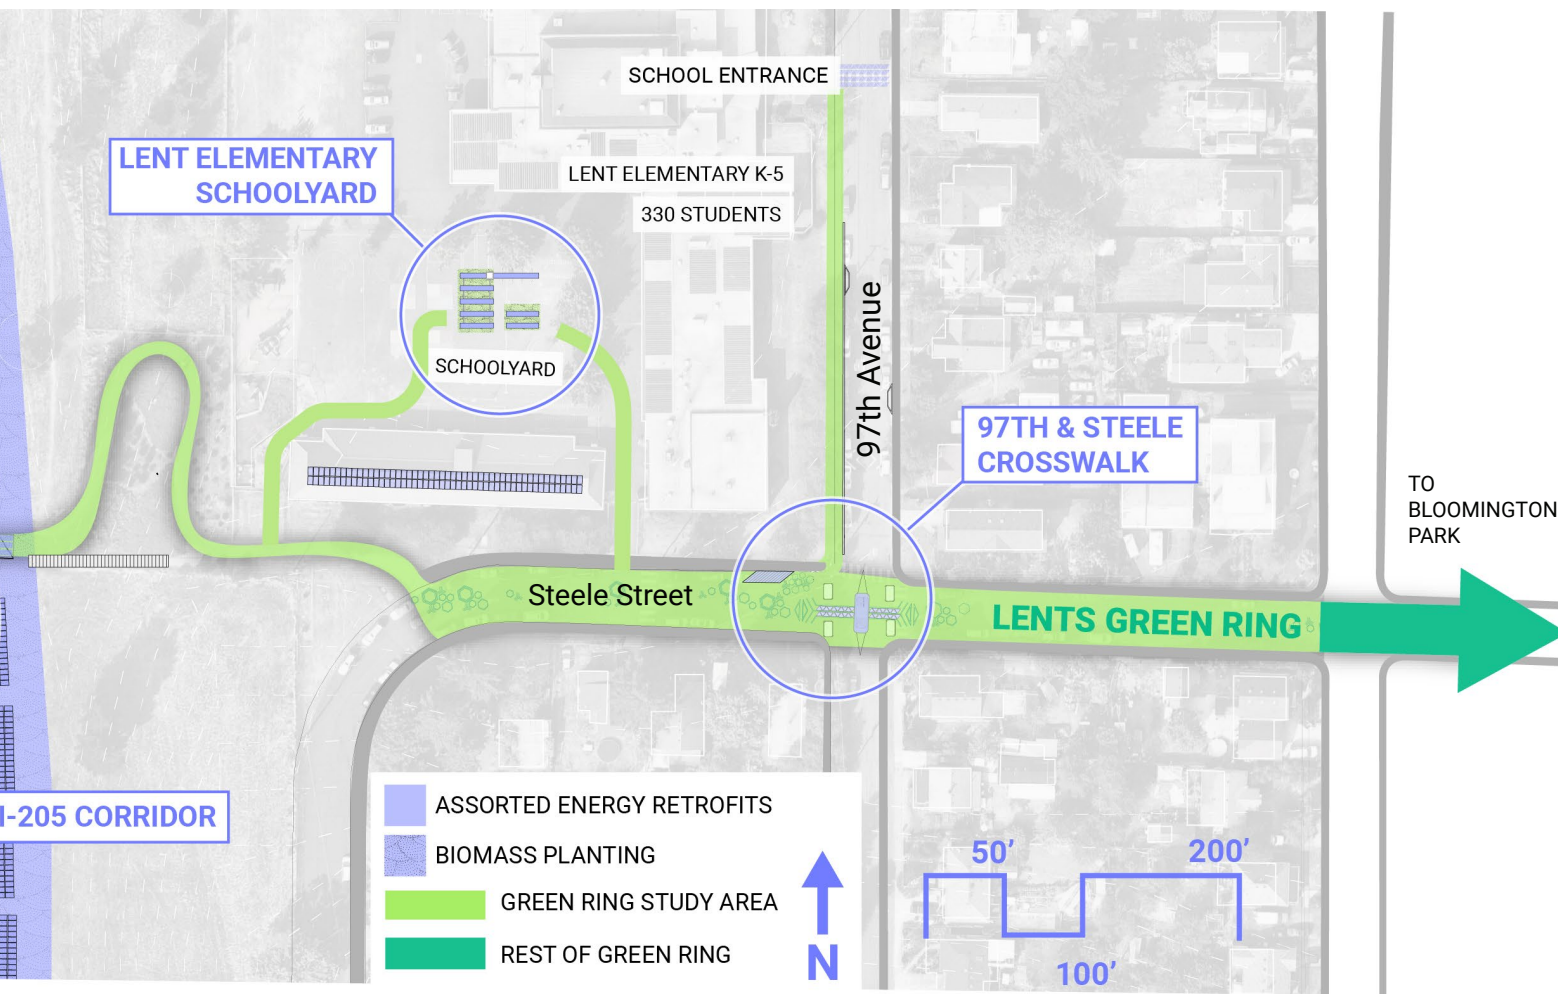 SCHOOL ENTRANCE
LENT ELEMENTARY
SCHOOLYARD
LENT ELEMENTARY K-5
330 STUDENTS
SCHOOLYARD
97th Avenue
97TH & STEELE
CROSSWALK
TO
BLOOMINGTON
PARK
Steele Street
LENTS GREEN RING
I-205 CORRIDOR
ASSORTED ENERGY RETROFITS
BIOMASS PLANTING
GREEN RING STUDY AREA
REST OF GREEN RING
N
50’
200’
100’